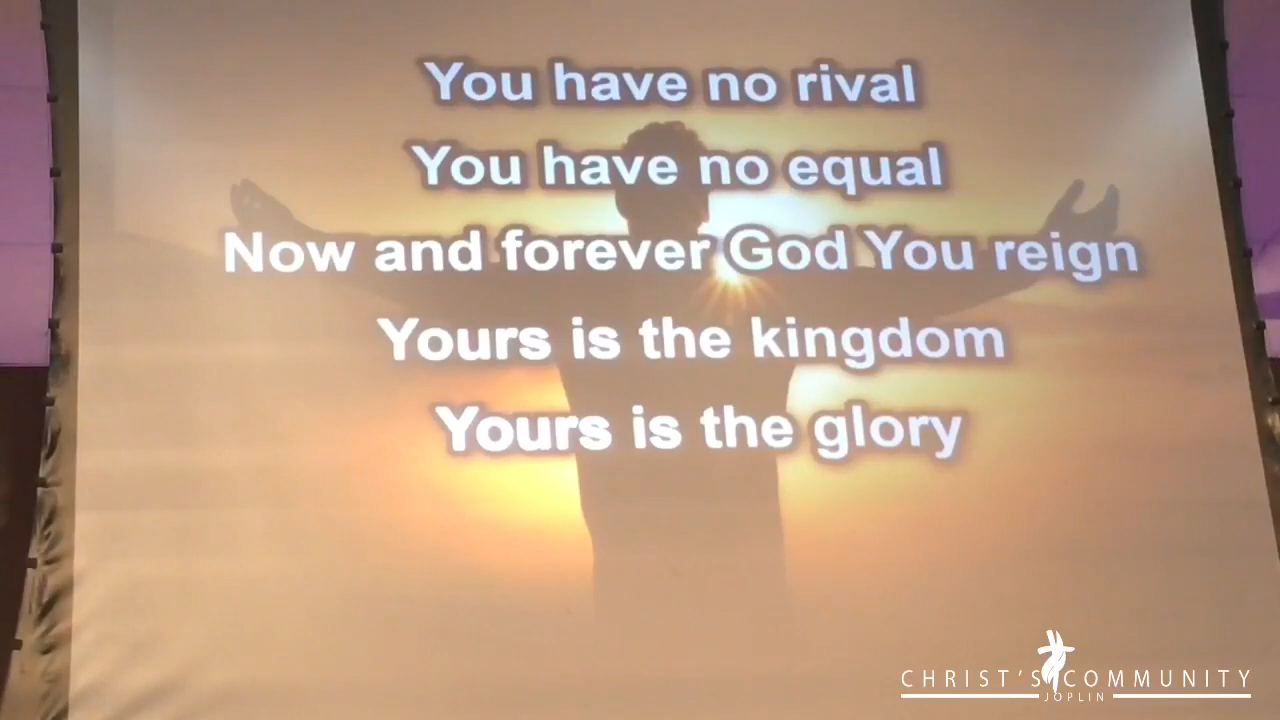 You have no rival
You have no equal
Now and forever God You reign
Yours is the kingdom
Yours is the glory
CHRIST'S COMMUNITY
JOPLIN